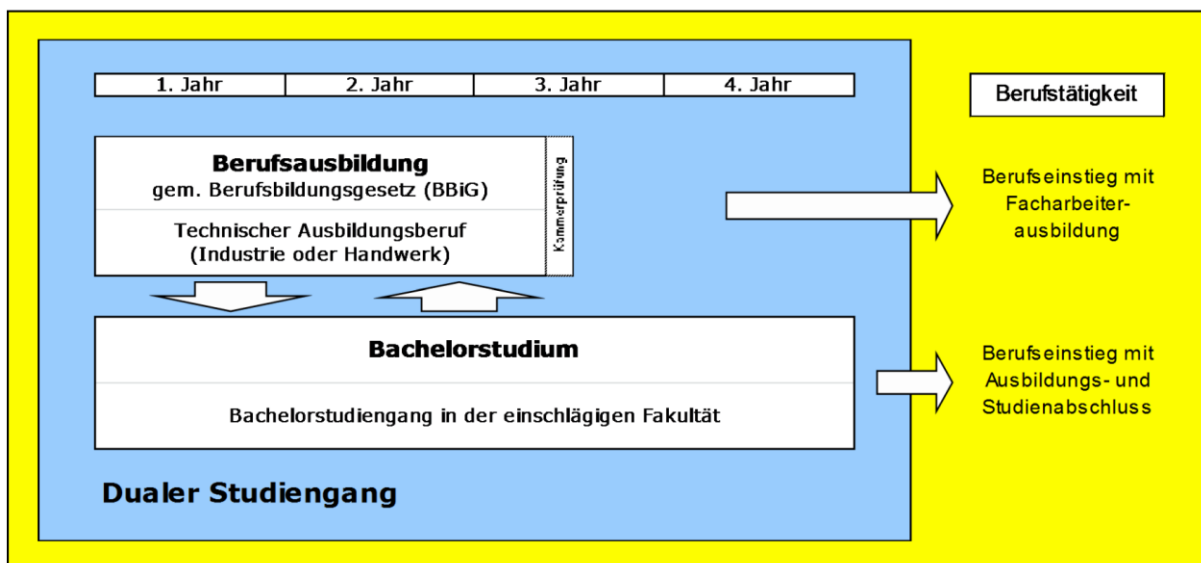 1. Jahr 2. Jahr 3. Jahr 4. Jahr
Berufstätigkeit
Berufsausbildung
gem. Berufsbildungsgesetz (BBiG)
Technischer Ausbildungsberuf
(Industrie oder Handwerk)
Kammerprüfung
Berufseinstieg mit
Facharbeiter-
ausbildung
Bachelorstudium
Bachelorstudiengang in der einschlägigen Fakultät
Berufseinstieg mit
Ausbildungs- und
Studienabschluss
Dualer Studiengang